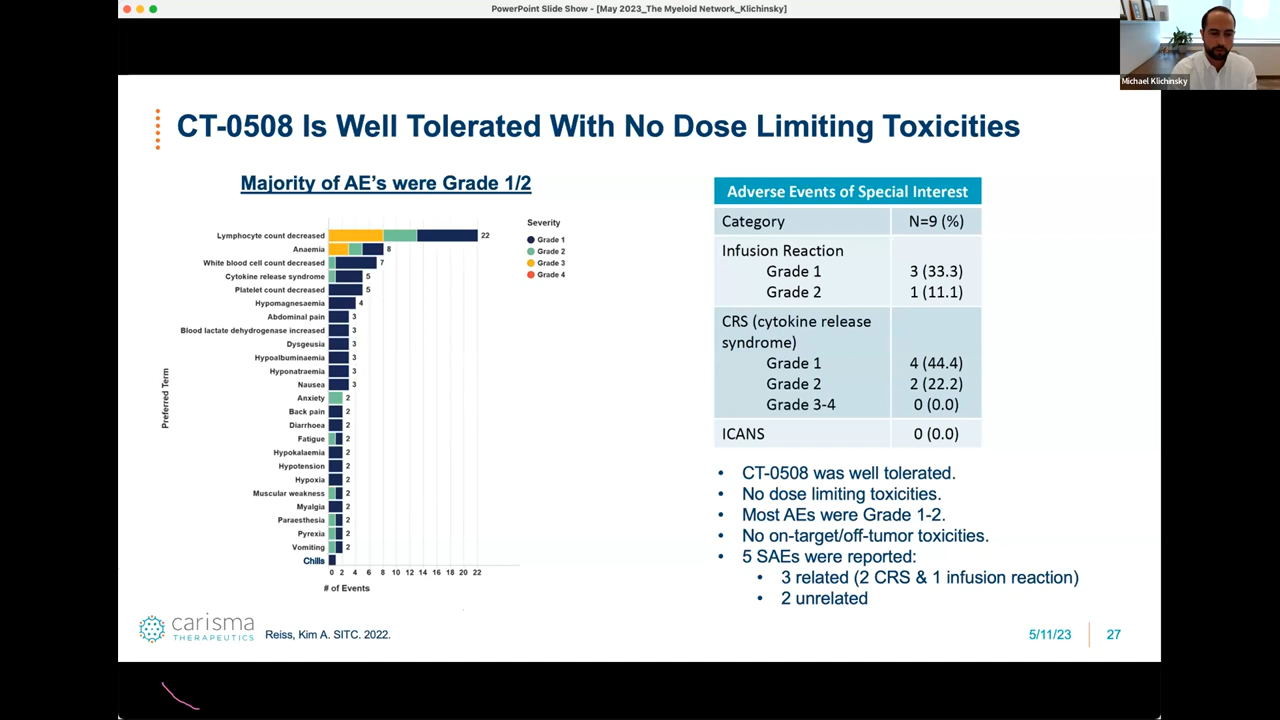 PowerPoint Slide Show - [May 2023_The Myeloid Network_Klichinsky]
Michael Klichinsky
CT-0508 Is Well Tolerated With No Dose Limiting Toxicities
Majority of AE's were Grade 1/2
Preferred Term
Lymphocyte count decreased 22
Anaemia 8
White blood cell count decreased 7
Cytokine release syndrome 5
Platelet count decreased 5
Hypomagnesaemia 4
Abdominal pain 3
Blood lactate dehydrogenase increased 3
Dysgeusia 3
Hypoalbuminaemia 3
Hyponatraemia 3
Nausea 3
Anxiety 2
Back pain 2
Diarrhoea 2
Fatigue 2
Hypokalaemia 2
Hypotension 2
Hypoxia 2
Muscular weakness 2
Myalgia 2
Paraesthesia 2
Pyrexia 2
Vomiting 2
Chills
0 2 4 6 8 10 12 14 16 18 20 22
# of Events
Severity
Grade 1
Grade 2
Grade 3
Grade 4
Adverse Events of Special Interest
Category N=9 (%)
Infusion Reaction
Grade 1 3 (33.3)
Grade 2 1 (11.1)
CRS (cytokine release
syndrome)
Grade 1 4 (44.4)
Grade 2 2 (22.2)
Grade 3-4 0 (0.0)
ICANS 0 (0.0)
• CT-0508 was well tolerated.
• No dose limiting toxicities.
• Most AEs were Grade 1-2.
• No on-target/off-tumor toxicities.
• 5 SAEs were reported:
• 3 related (2 CRS & 1 infusion reaction)
• 2 unrelated
carisma
THERAPEUTICS
Reiss, Kim A. SITC. 2022.
5/11/23 27